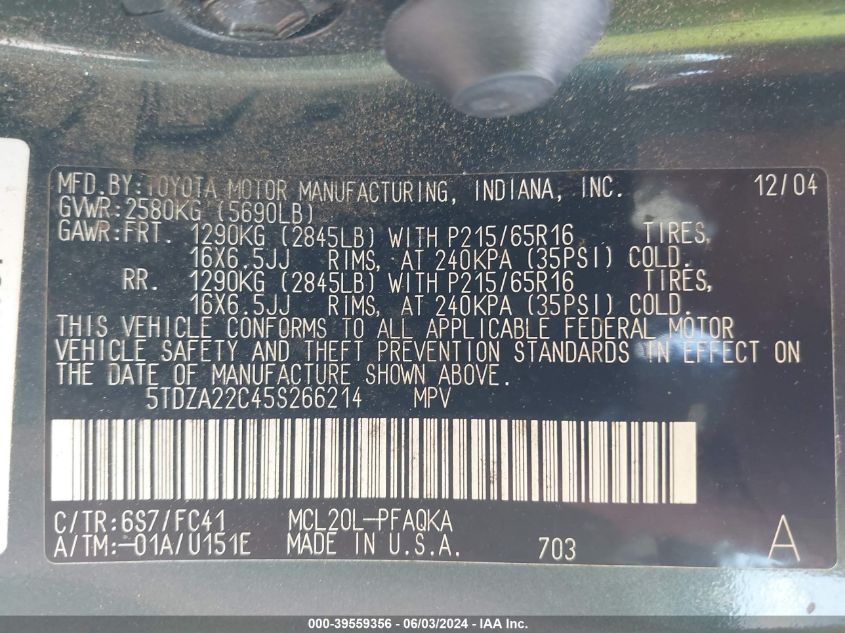 MFD.BY:TOYOTA MOTOR MANUFACTURING, INDIANA, INC. 12/04
GVWR:2580KG (5690LB)
GAWR:FRT. 1290KG (2845LB) WITH P215/65R16 TIRES,
16X6.5JJ RIMS, AT 240KPA (35PSI) COLD.
RR. 1290KG (2845LB) WITH P215/65R16 TIRES,
16X6.5JJ RIMS, AT 240KPA (35PSI) COLD.
THIS VEHICLE CONFORMS TO ALL APPLICABLE FEDERAL MOTOR
VEHICLE SAFETY AND THEFT PREVENTION STANDARDS IN EFFECT ON
THE DATE OF MANUFACTURE SHOWN ABOVE.
5TDZA22C45S266214 MPV
C/TR:6S7/FC41 MCL20L-PFAQKA
A/TM:-01A/U151E MADE IN U.S.A. 703 A
000-39559356 - 06/03/2024 - IAA Inc.